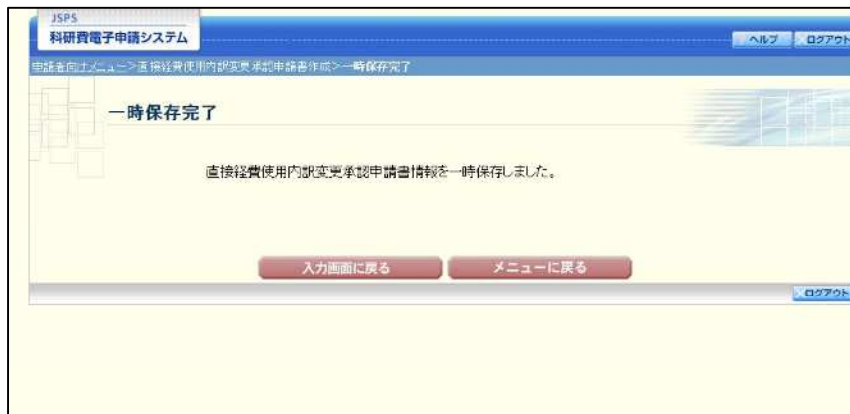 JSPS
科研費電子申請システム
ヘルプ ログアウト
申請者向けメニュー>直接経費使用内訳変更承認申請書作成>一時保存完了
一時保存完了
直接経費使用内訳変更承認申請書情報を一時保存しました。
入力画面に戻る メニューに戻る
ログアウト